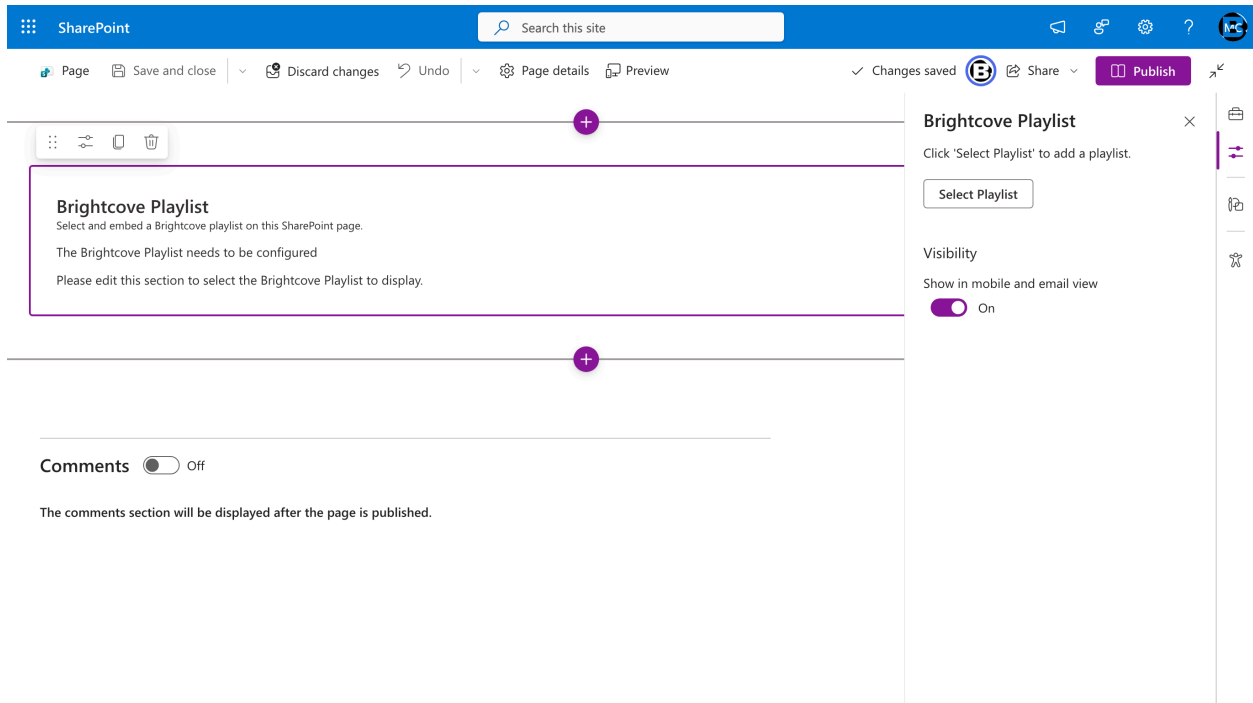 SharePoint
Search this site
?
MC
Page
Save and close
Discard changes
Undo
Page details
Preview
Changes saved
B
Share
Publish
Brightcove Playlist
Click 'Select Playlist' to add a playlist.
Select Playlist
Visibility
Show in mobile and email view
On
Brightcove Playlist
Select and embed a Brightcove playlist on this SharePoint page.
The Brightcove Playlist needs to be configured
Please edit this section to select the Brightcove Playlist to display.
Comments
Off
The comments section will be displayed after the page is published.